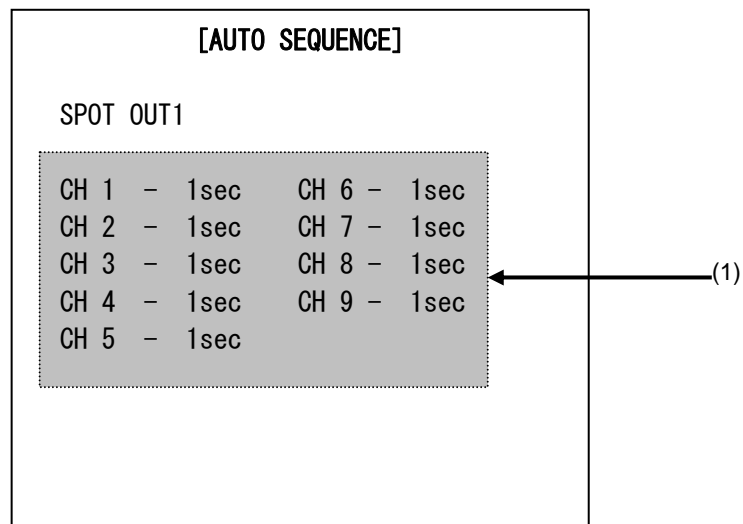 [AUTO SEQUENCE]
SPOT OUT1
CH 1 - 1sec CH 6 - 1sec
CH 2 - 1sec CH 7 - 1sec
CH 3 - 1sec CH 8 - 1sec
CH 4 - 1sec CH 9 - 1sec
CH 5 - 1sec
(1)